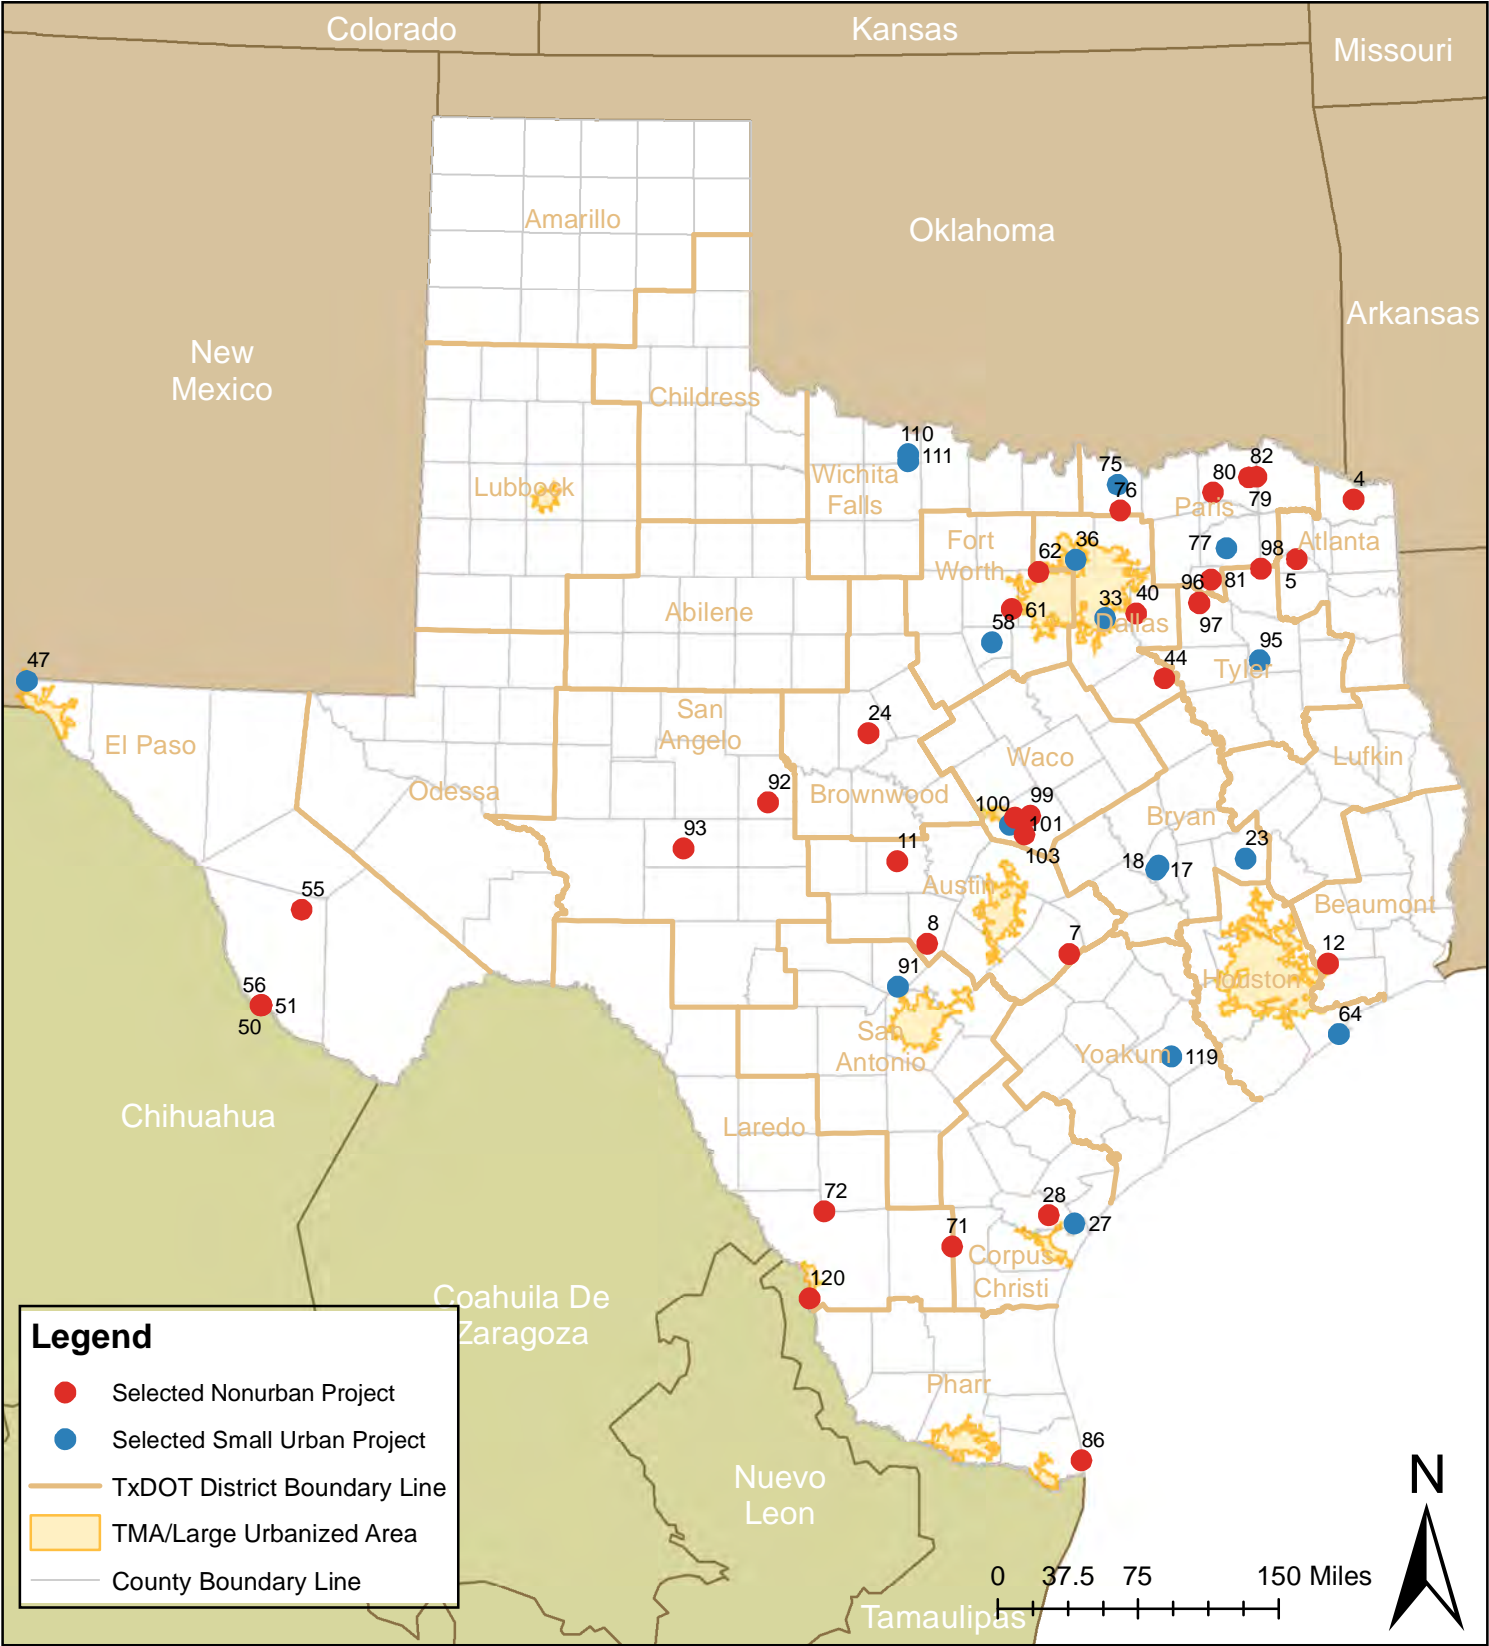 Colorado
Kansas
Missouri
Amarillo
Oklahoma
Arkansas
New
Mexico
Childress
110
111
Wichita
Falls
Lubbock
75
76
80
82
79
Paris
4
77
98
Atlanta
5
96
81
97
Fort
Worth
62
36
61
33
40
Dallas
58
Abilene
95
Tyler
44
47
El Paso
San
Angelo
24
Waco
Lufkin
Odessa
92
Brownwood
100
99
101
103
Bryan
93
11
18
17
23
Austin
55
Beaumont
8
7
12
91
Houston
56
51
50
64
San
Antonio
Yoakum
119
Chihuahua
Laredo
72
28
27
71
Corpus
Christi
120
Coahuila De
Zaragoza
Pharr
86
Nuevo
Leon
Tamaulipas
Legend
Selected Nonurban Project
Selected Small Urban Project
TxDOT District Boundary Line
TMA/Large Urbanized Area
County Boundary Line
N
0 37.5 75 150 Miles